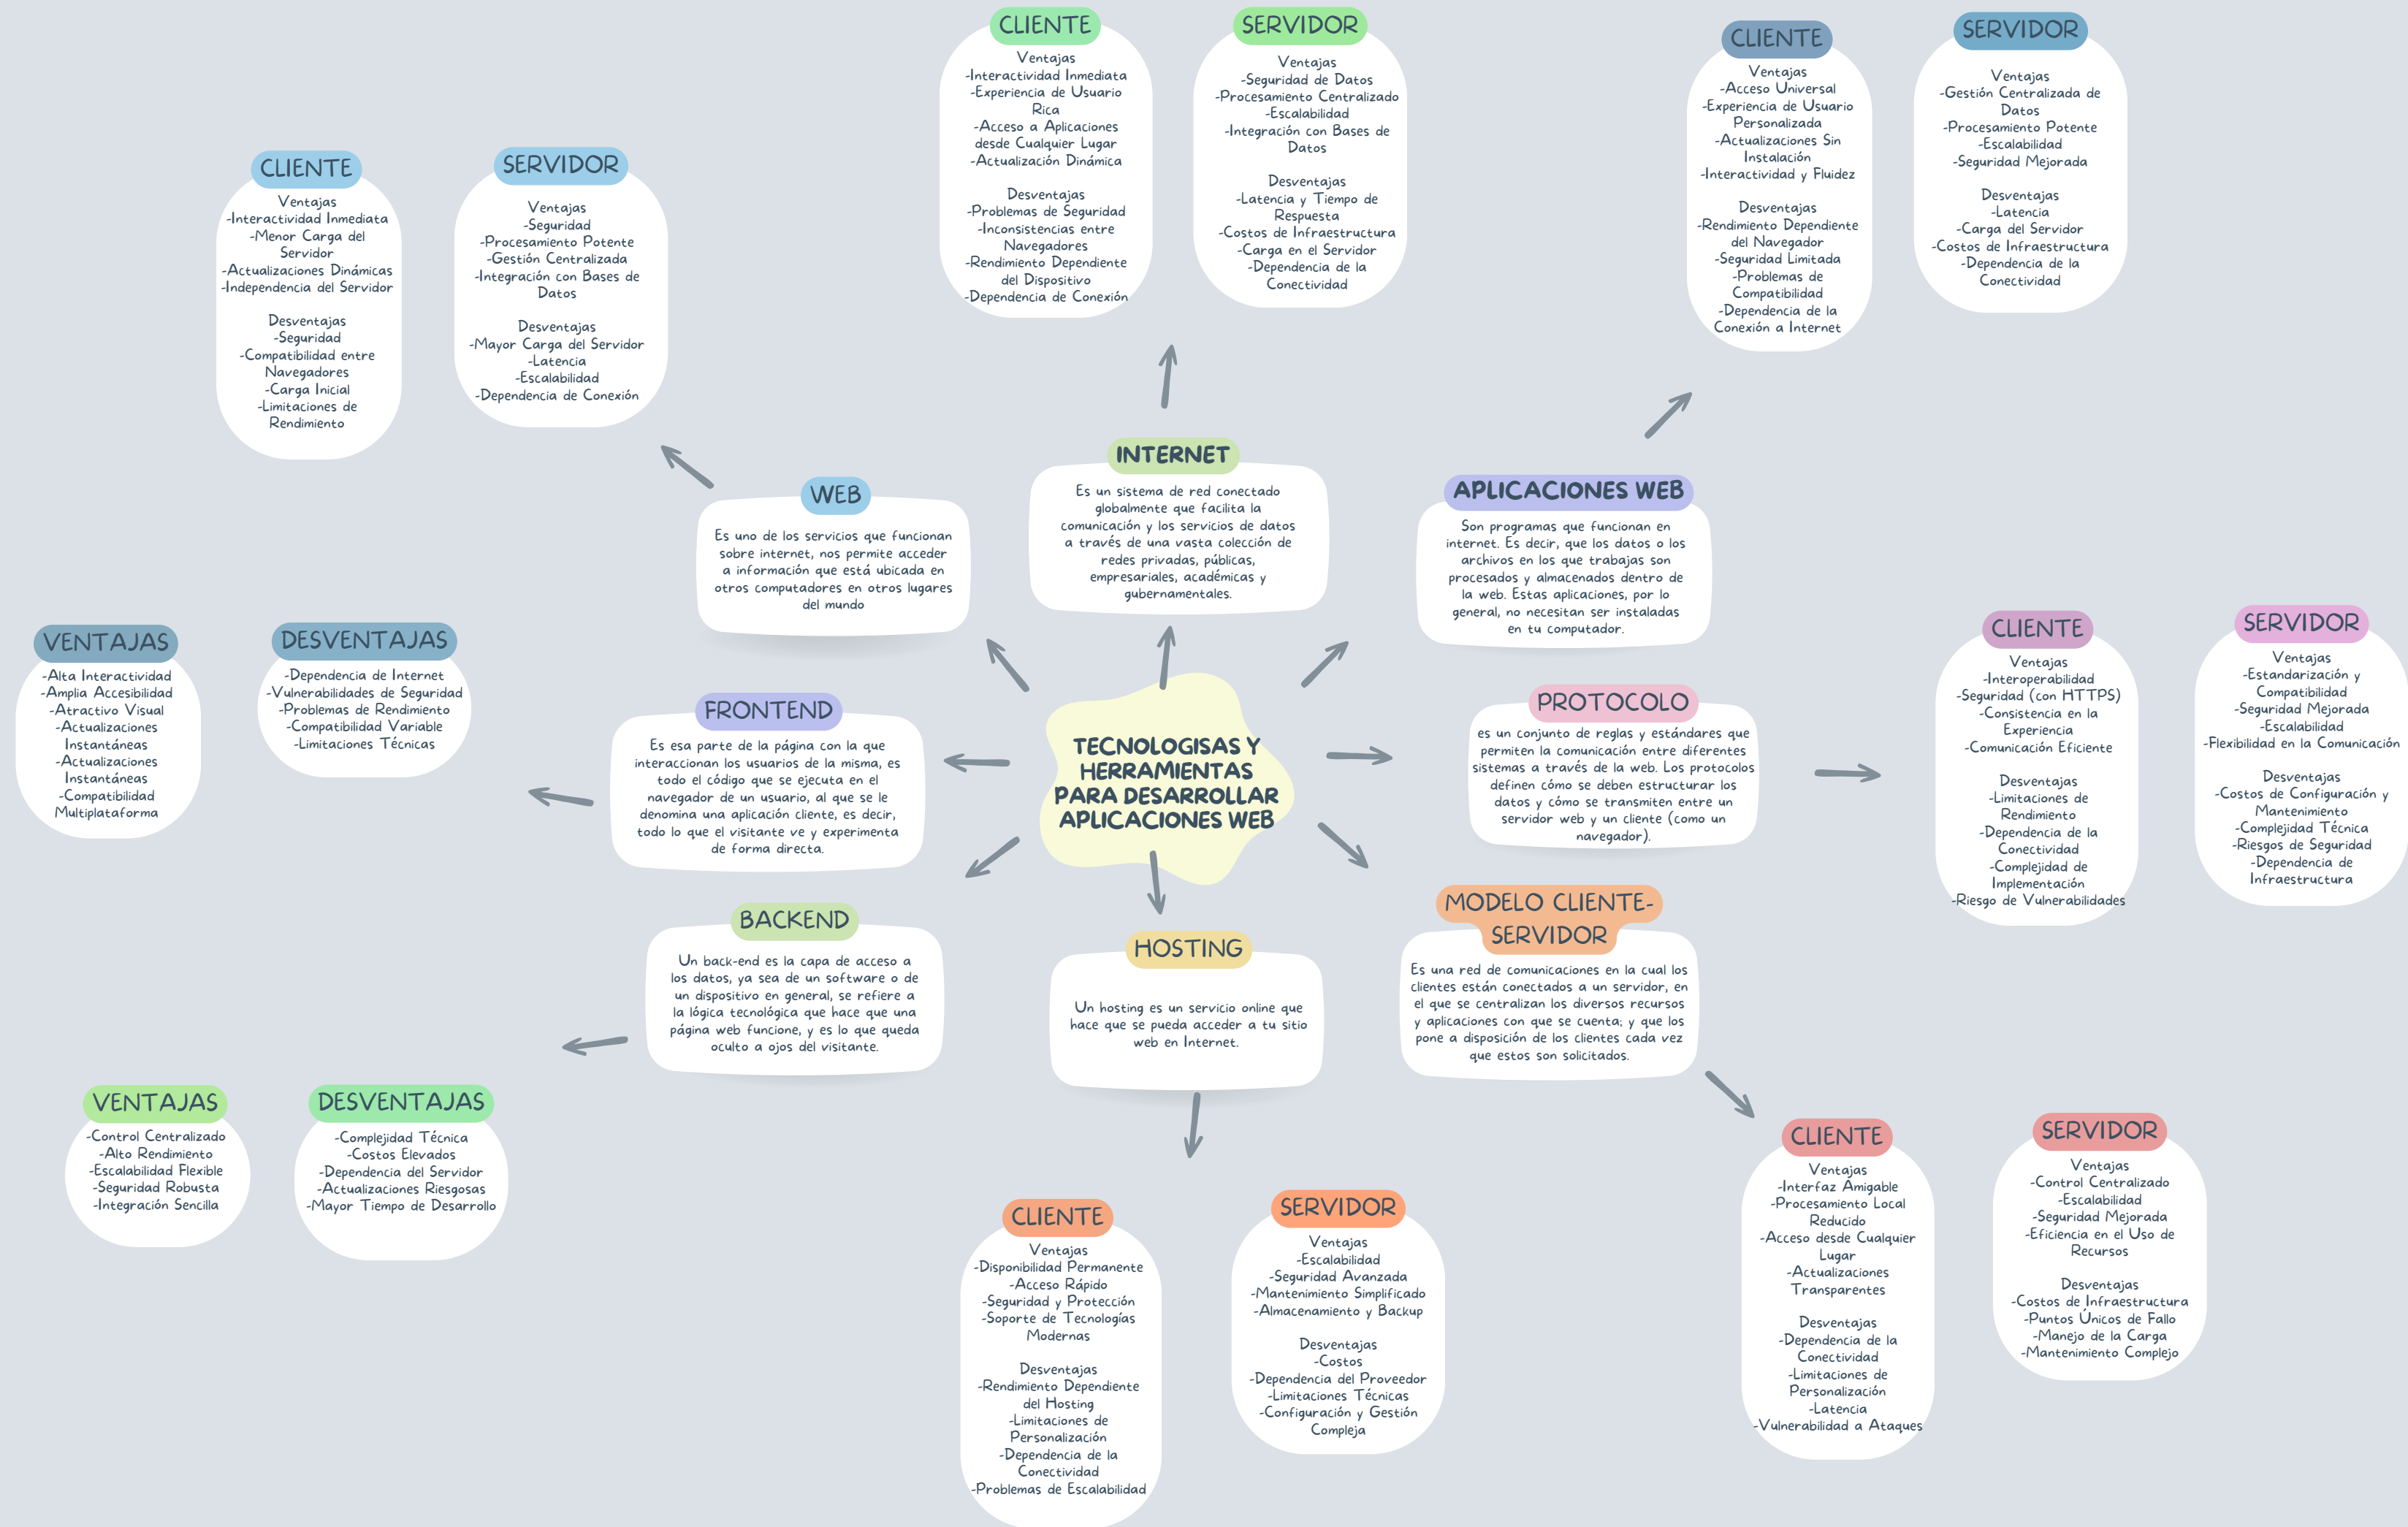 TECNOLOGISAS Y
HERRAMIENTAS
PARA DESARROLLAR
APLICACIONES WEB
WEB
Es uno de los servicios que funcionan
sobre internet, nos permite acceder
a información que está ubicada en
otros computadores en otros lugares
del mundo
CLIENTE
Ventajas
-Interactividad Inmediata
-Menor Carga del
Servidor
-Actualizaciones Dinámicas
-Independencia del Servidor
Desventajas
-Seguridad
-Compatibilidad entre
Navegadores
-Carga Inicial
-Limitaciones de
Rendimiento
SERVIDOR
Ventajas
-Seguridad
-Procesamiento Potente
-Gestión Centralizada
-Integración con Bases de
Datos
Desventajas
-Mayor Carga del Servidor
-Latencia
-Escalabilidad
-Dependencia de Conexión
INTERNET
Es un sistema de red conectado
globalmente que facilita la
comunicación y los servicios de datos
a través de una vasta colección de
redes privadas, públicas,
empresariales, académicas y
gubernamentales.
CLIENTE
Ventajas
-Interactividad Inmediata
-Experiencia de Usuario
Rica
-Acceso a Aplicaciones
desde Cualquier Lugar
-Actualización Dinámica
Desventajas
-Problemas de Seguridad
-Inconsistencias entre
Navegadores
-Rendimiento Dependiente
del Dispositivo
-Dependencia de Conexión
SERVIDOR
Ventajas
-Seguridad de Datos
-Procesamiento Centralizado
-Escalabilidad
-Integración con Bases de
Datos
Desventajas
-Latencia y Tiempo de
Respuesta
-Costos de Infraestructura
-Carga en el Servidor
-Dependencia de la
Conectividad
APLICACIONES WEB
Son programas que funcionan en
internet. Es decir, que los datos o los
archivos en los que trabajas son
procesados y almacenados dentro de
la web. Estas aplicaciones, por lo
general, no necesitan ser instaladas
en tu computador.
CLIENTE
Ventajas
-Acceso Universal
-Experiencia de Usuario
Personalizada
-Actualizaciones Sin
Instalación
-Interactividad y Fluidez
Desventajas
-Rendimiento Dependiente
del Navegador
-Seguridad Limitada
-Problemas de
Compatibilidad
-Dependencia de la
Conexión a Internet
SERVIDOR
Ventajas
-Gestión Centralizada de
Datos
-Procesamiento Potente
-Escalabilidad
-Seguridad Mejorada
Desventajas
-Latencia
-Carga del Servidor
-Costos de Infraestructura
-Dependencia de la
Conectividad
PROTOCOLO
es un conjunto de reglas y estándares que
permiten la comunicación entre diferentes
sistemas a través de la web. Los protocolos
definen cómo se deben estructurar los
datos y cómo se transmiten entre un
servidor web y un cliente (como un
navegador).
CLIENTE
Ventajas
-Interoperabilidad
-Seguridad (con HTTPS)
-Consistencia en la
Experiencia
-Comunicación Eficiente
Desventajas
-Limitaciones de
Rendimiento
-Dependencia de la
Conectividad
-Complejidad de
Implementación
-Riesgo de Vulnerabilidades
SERVIDOR
Ventajas
-Estandarización y
Compatibilidad
-Seguridad Mejorada
-Escalabilidad
-Flexibilidad en la Comunicación
Desventajas
-Costos de Configuración y
Mantenimiento
-Complejidad Técnica
-Riesgos de Seguridad
-Dependencia de
Infraestructura
MODELO CLIENTE-
SERVIDOR
Es una red de comunicaciones en la cual los
clientes están conectados a un servidor, en
el que se centralizan los diversos recursos
y aplicaciones con que se cuenta; y que los
pone a disposición de los clientes cada vez
que estos son solicitados.
CLIENTE
Ventajas
-Interfaz Amigable
-Procesamiento Local
Reducido
-Acceso desde Cualquier
Lugar
-Actualizaciones
Transparentes
Desventajas
-Dependencia de la
Conectividad
-Limitaciones de
Personalización
-Latencia
-Vulnerabilidad a Ataques
SERVIDOR
Ventajas
-Control Centralizado
-Escalabilidad
-Seguridad Mejorada
-Eficiencia en el Uso de
Recursos
Desventajas
-Costos de Infraestructura
-Puntos Únicos de Fallo
-Manejo de la Carga
-Mantenimiento Complejo
HOSTING
Un hosting es un servicio online que
hace que se pueda acceder a tu sitio
web en Internet.
CLIENTE
Ventajas
-Disponibilidad Permanente
-Acceso Rápido
-Seguridad y Protección
-Soporte de Tecnologías
Modernas
Desventajas
-Rendimiento Dependiente
del Hosting
-Limitaciones de
Personalización
-Dependencia de la
Conectividad
-Problemas de Escalabilidad
SERVIDOR
Ventajas
-Escalabilidad
-Seguridad Avanzada
-Mantenimiento Simplificado
-Almacenamiento y Backup
Desventajas
-Costos
-Dependencia del Proveedor
-Limitaciones Técnicas
-Configuración y Gestión
Compleja
BACKEND
Un back-end es la capa de acceso a
los datos, ya sea de un software o de
un dispositivo en general, se refiere a
la lógica tecnológica que hace que una
página web funcione, y es lo que queda
oculto a ojos del visitante.
VENTAJAS
-Control Centralizado
-Alto Rendimiento
-Escalabilidad Flexible
-Seguridad Robusta
-Integración Sencilla
DESVENTAJAS
-Complejidad Técnica
-Costos Elevados
-Dependencia del Servidor
-Actualizaciones Riesgosas
-Mayor Tiempo de Desarrollo
FRONTEND
Es esa parte de la página con la que
interaccionan los usuarios de la misma, es
todo el código que se ejecuta en el
navegador de un usuario, al que se le
denomina una aplicación cliente, es decir,
todo lo que el visitante ve y experimenta
de forma directa.
VENTAJAS
-Alta Interactividad
-Amplia Accesibilidad
-Atractivo Visual
-Actualizaciones
Instantáneas
-Actualizaciones
Instantáneas
-Compatibilidad
Multiplataforma
DESVENTAJAS
-Dependencia de Internet
-Vulnerabilidades de Seguridad
-Problemas de Rendimiento
-Compatibilidad Variable
-Limitaciones Técnicas